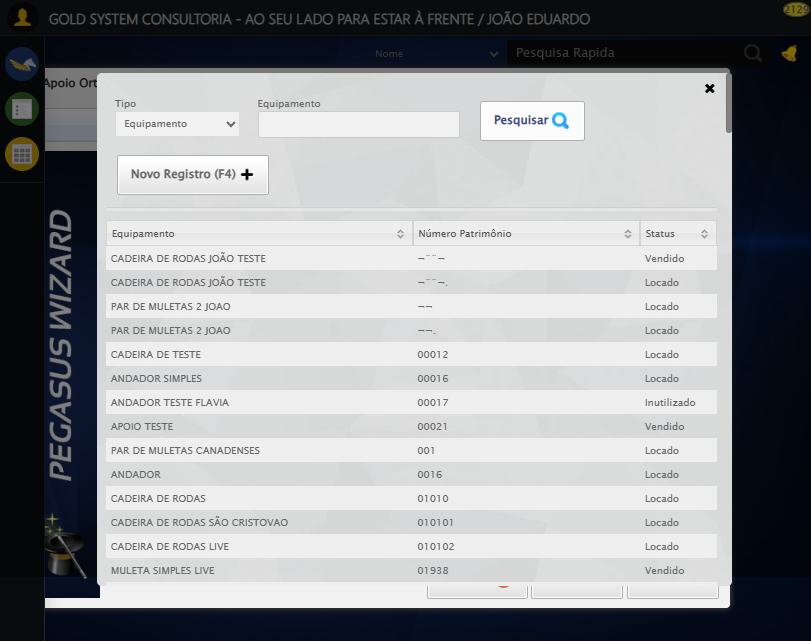 GOLD SYSTEM CONSULTORIA - AO SEU LADO PARA ESTAR À FRENTE / JOÃO EDUARDO
2129
Nome
Pesquisa Rapida
Apoio Ort
PEGASUS WIZARD
Tipo
Equipamento
Equipamento
Pesquisar
Novo Registro (F4)
Equipamento Número Patrimônio Status
CADEIRA DE RODAS JOÃO TESTE ¬¨¨¬ Vendido
CADEIRA DE RODAS JOÃO TESTE ¬¨¨¬. Locado
PAR DE MULETAS 2 JOAO ¬¬ Locado
PAR DE MULETAS 2 JOAO ¬¬. Locado
CADEIRA DE TESTE 00012 Locado
ANDADOR SIMPLES 00016 Locado
ANDADOR TESTE FLAVIA 00017 Inutilizado
APOIO TESTE 00021 Vendido
PAR DE MULETAS CANADENSES 001 Locado
ANDADOR 0016 Locado
CADEIRA DE RODAS 01010 Locado
CADEIRA DE RODAS SÃO CRISTOVAO 010101 Locado
CADEIRA DE RODAS LIVE 010102 Locado
MULETA SIMPLES LIVE 01938 Vendido